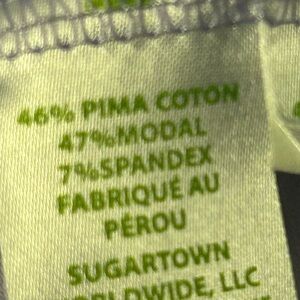 46% PIMA COTON
47%MODAL
7%SPANDEX
FABRIQUÉ AU
PÉROU
SUGARTOWN
WORLDWIDE, LLC